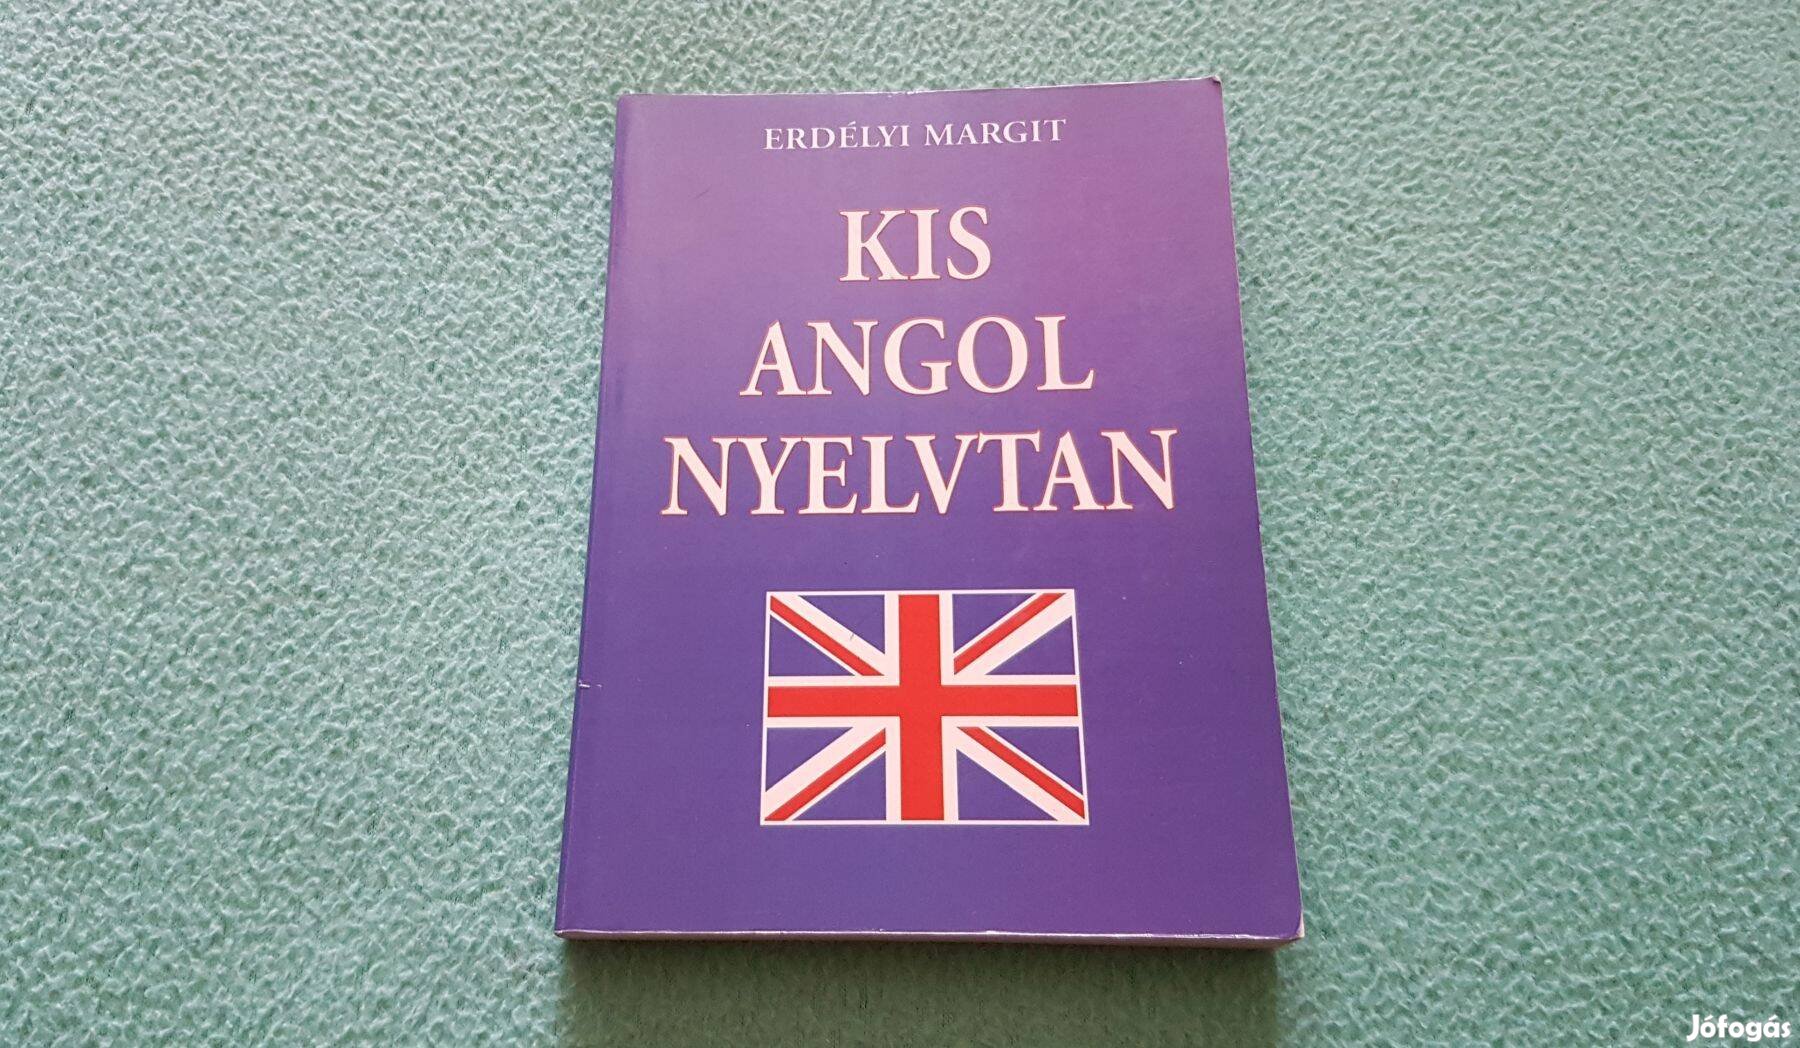 ERDÉLYI MARGIT
KIS
ANGOL
NYELVTAN
Jófogás